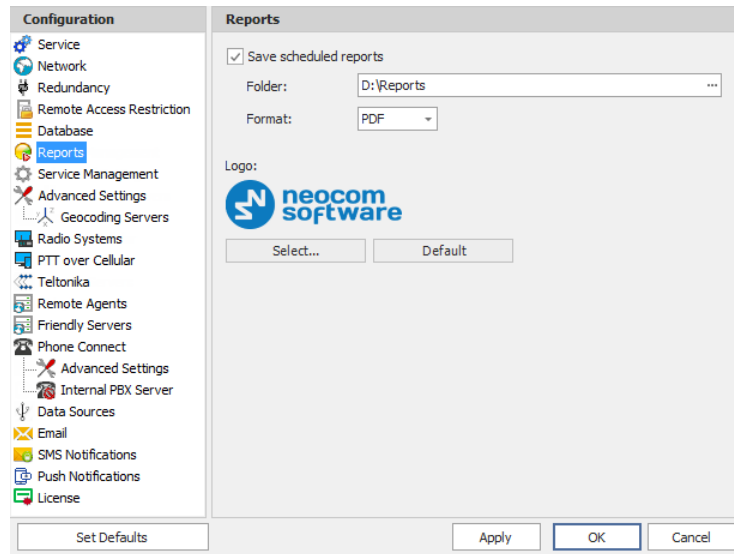 Configuration
Service
Network
Redundancy
Remote Access Restriction
Database
Reports
Service Management
Advanced Settings
Geocoding Servers
Radio Systems
PTT over Cellular
Teltonika
Remote Agents
Friendly Servers
Phone Connect
Advanced Settings
Internal PBX Server
Data Sources
Email
SMS Notifications
Push Notifications
License
Set Defaults
Reports
Save scheduled reports
Folder: D:\Reports ...
Format: PDF
Logo:
neocom
software
Select... Default
Apply OK Cancel